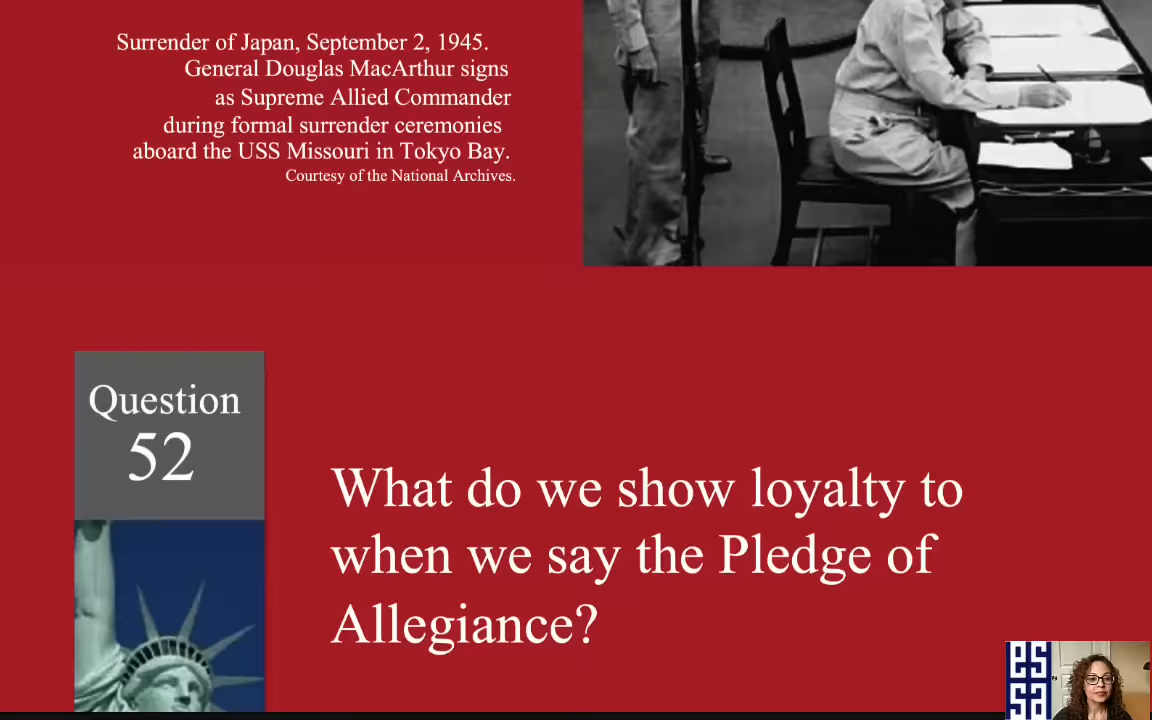 Surrender of Japan, September 2, 1945.
General Douglas MacArthur signs
as Supreme Allied Commander
during formal surrender ceremonies
aboard the USS Missouri in Tokyo Bay.
Courtesy of the National Archives.
Question
52
What do we show loyalty to
when we say the Pledge of
Allegiance?